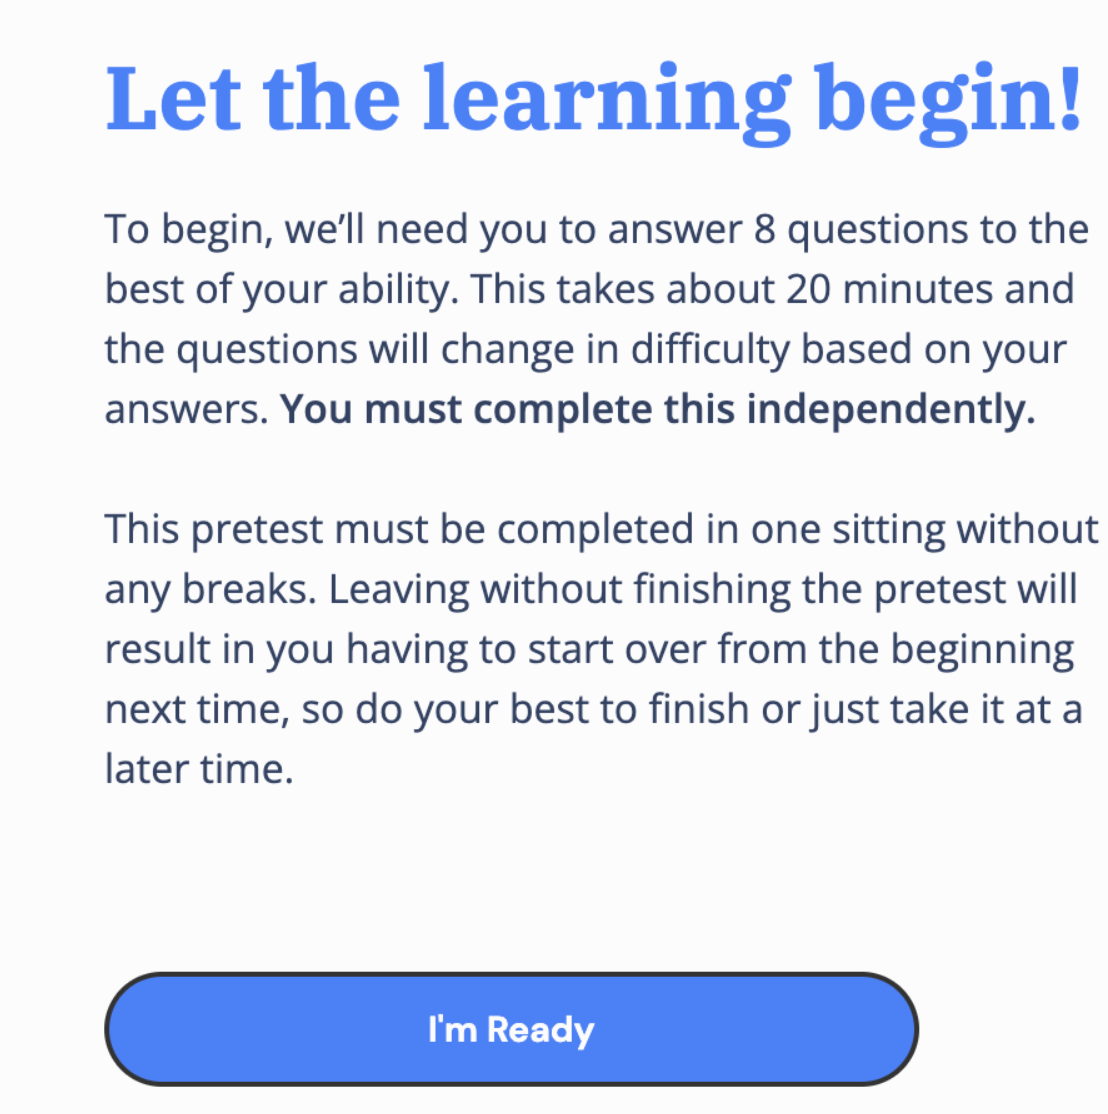 Let the learning begin!
To begin, we’ll need you to answer 8 questions to the
best of your ability. This takes about 20 minutes and
the questions will change in difficulty based on your
answers. You must complete this independently.
This pretest must be completed in one sitting without
any breaks. Leaving without finishing the pretest will
result in you having to start over from the beginning
next time, so do your best to finish or just take it at a
later time.
I'm Ready